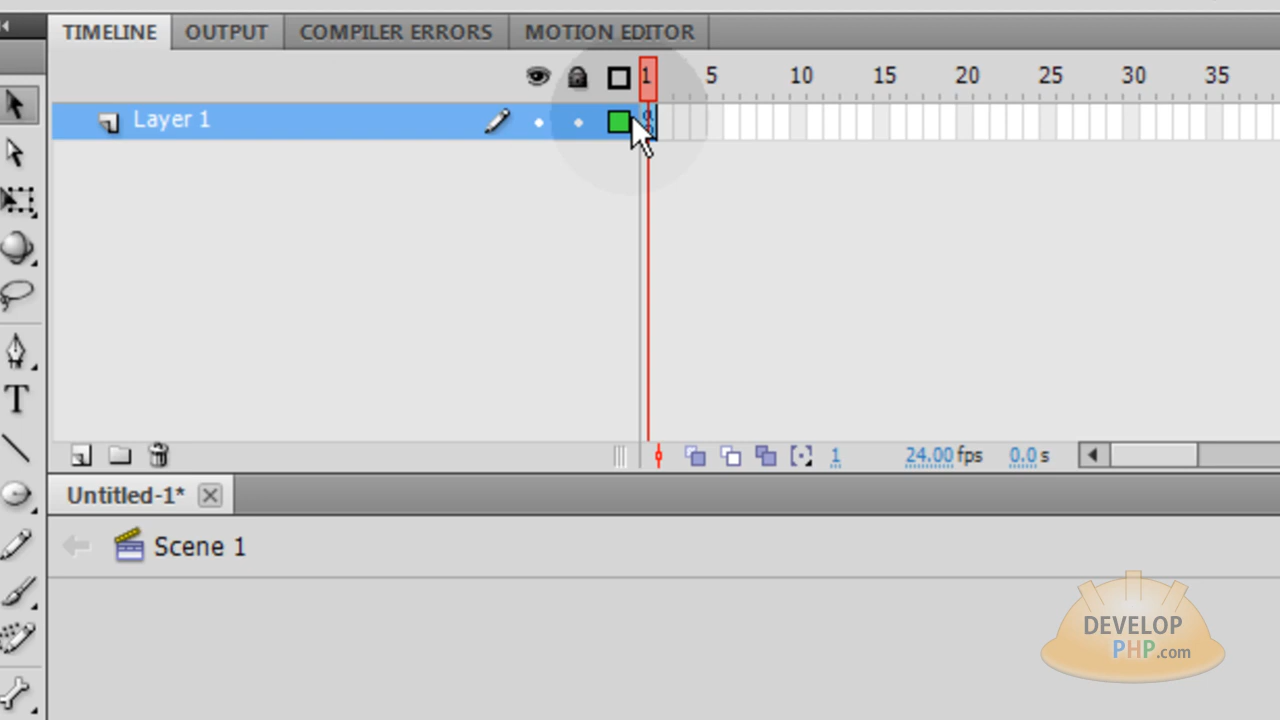 TIMELINE OUTPUT COMPILER ERRORS MOTION EDITOR
1 5 10 15 20 25 30 35
Layer 1
T
1 24.00 fps 0.0 s
Untitled-1*
Scene 1
DEVELOP
PHP.com